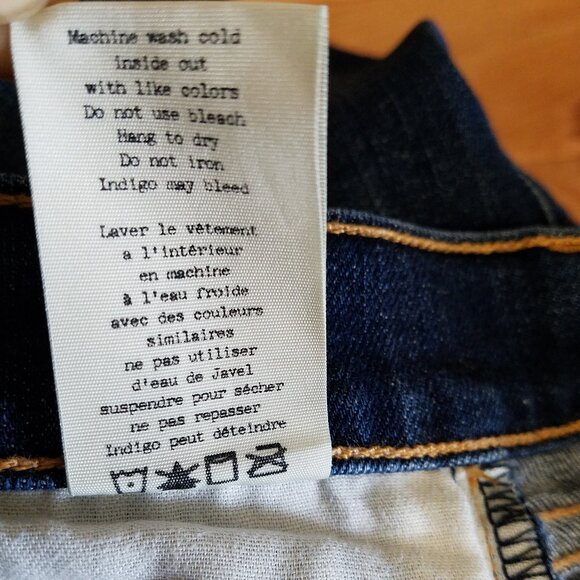 Machine wash cold
inside out
with like colors
Do not use bleach
Hang to dry
Do not iron
Indigo may bleed
Laver le vêtement
a l'intérieur
en machine
à l'eau froide
avec des couleurs
similaires
ne pas utiliser
d'eau de Javel
suspendre pour sécher
ne pas repasser
Indigo peut déteindre